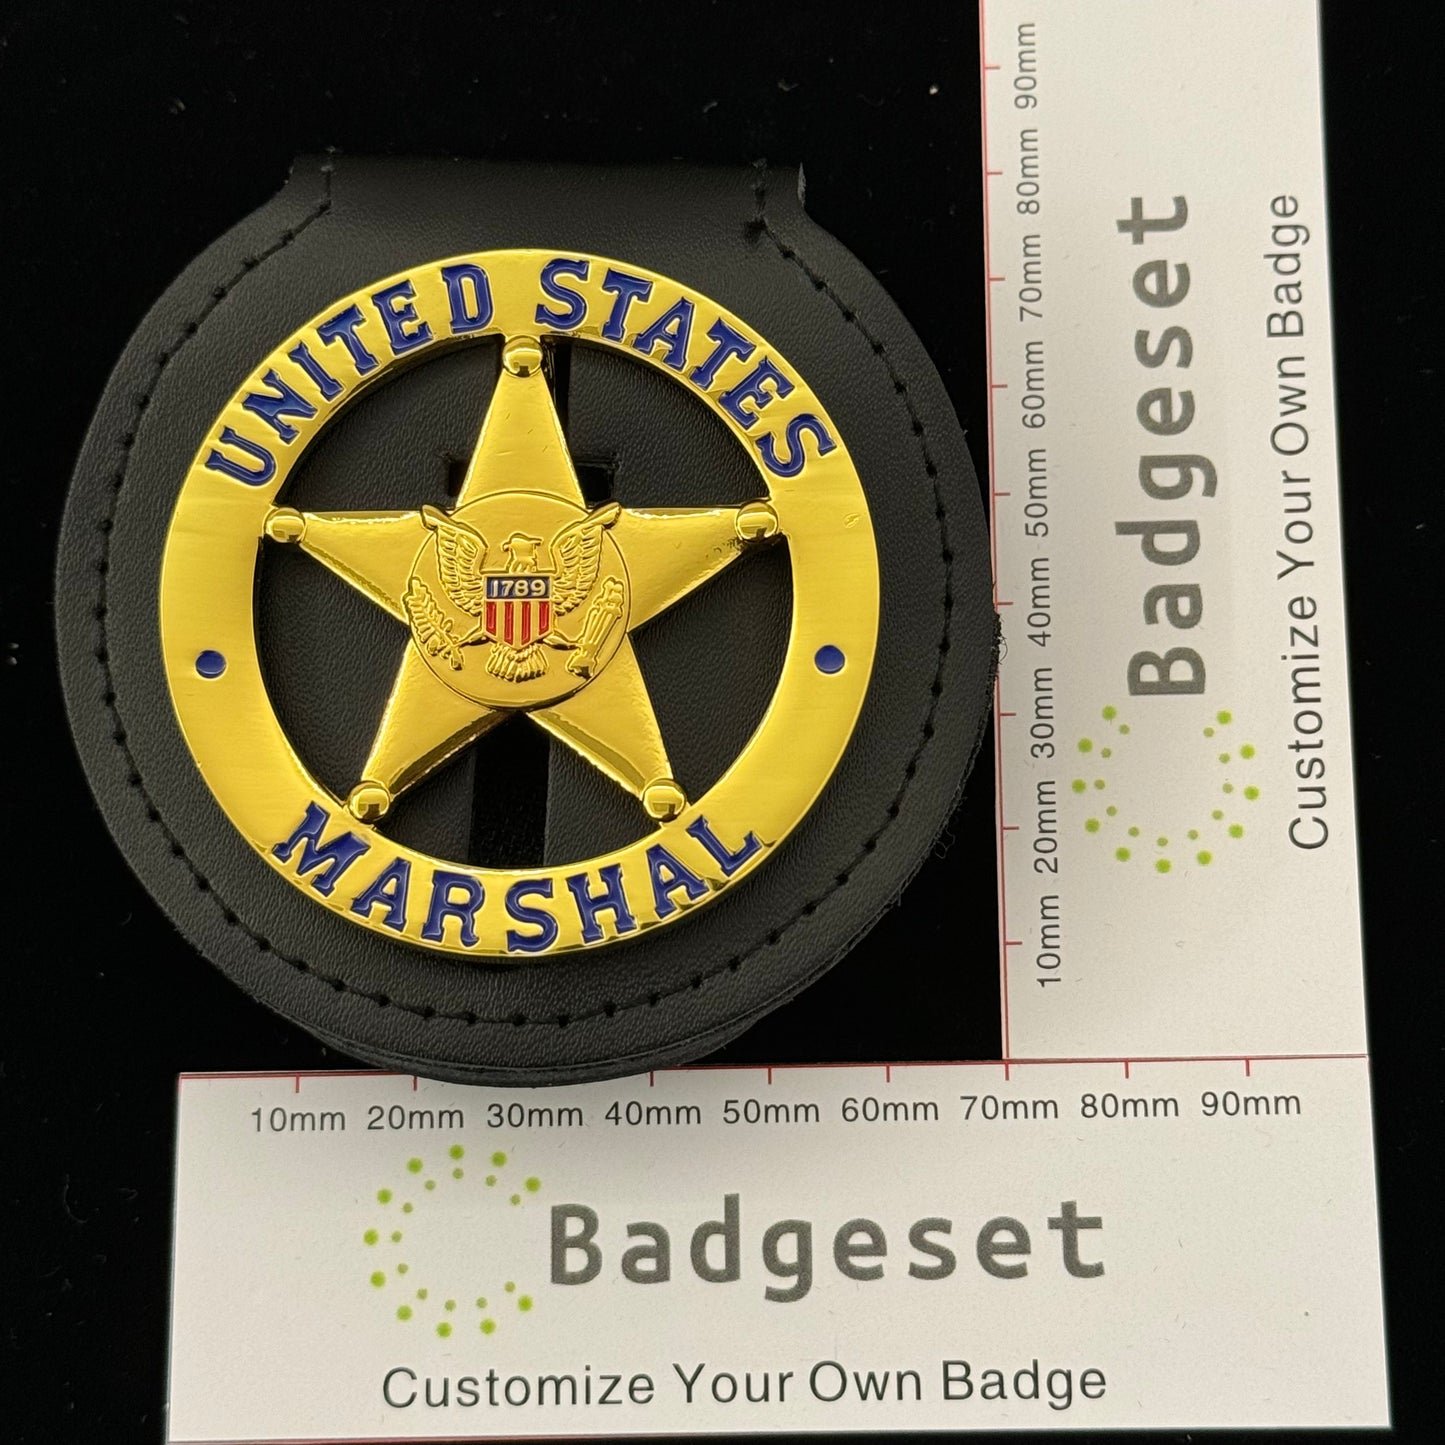 UNITED STATES
1789
MARSHAL
90mm
80mm
70mm
60mm
50mm
40mm
30mm
20mm
10mm
Badgeset
Customize Your Own Badge
10mm 20mm 30mm 40mm 50mm 60mm 70mm 80mm 90mm
Badgeset
Customize Your Own Badge